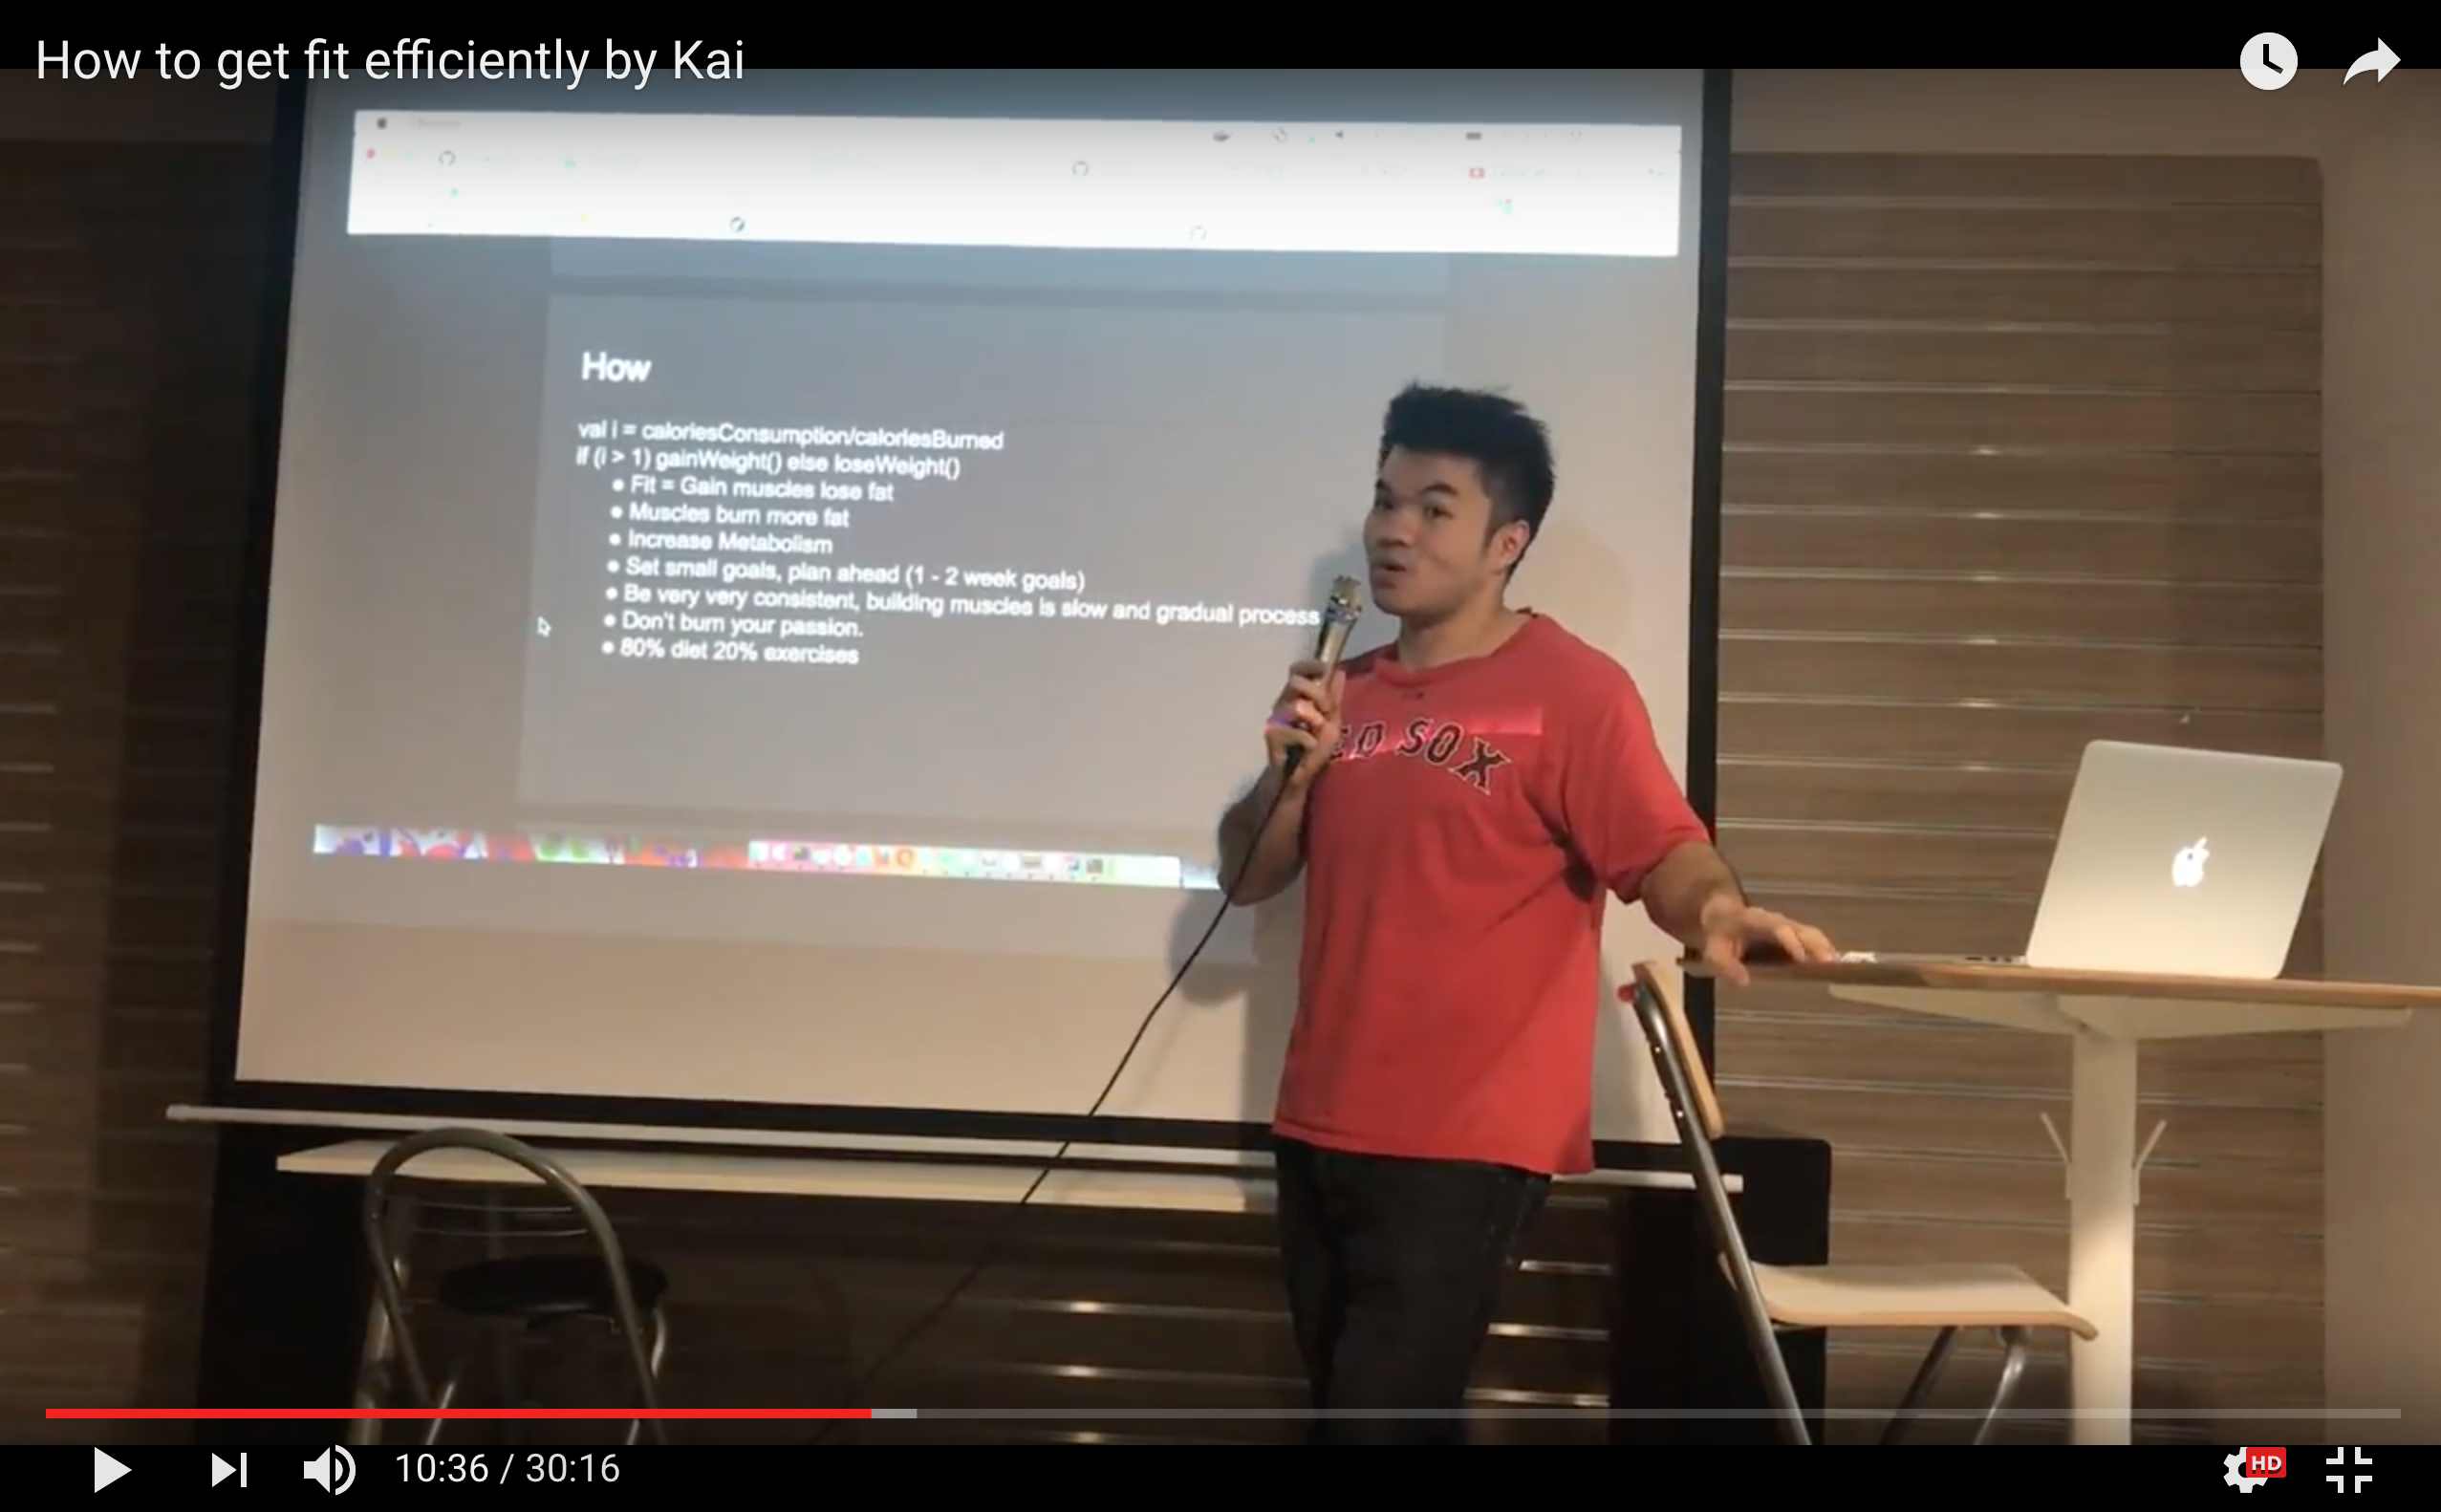 How to get fit efficiently by Kai
How
val i = caloriesConsumption/caloriesBurned
if (i > 1) gainWeight() else loseWeight()
● Fit = Gain muscles lose fat
● Muscles burn more fat
● Increase Metabolism
● Set small goals, plan ahead (1 - 2 week goals)
● Be very very consistent, building muscles is slow and gradual process
● Don't burn your passion.
● 80% diet 20% exercises
ED SOX
10:36 / 30:16
HD